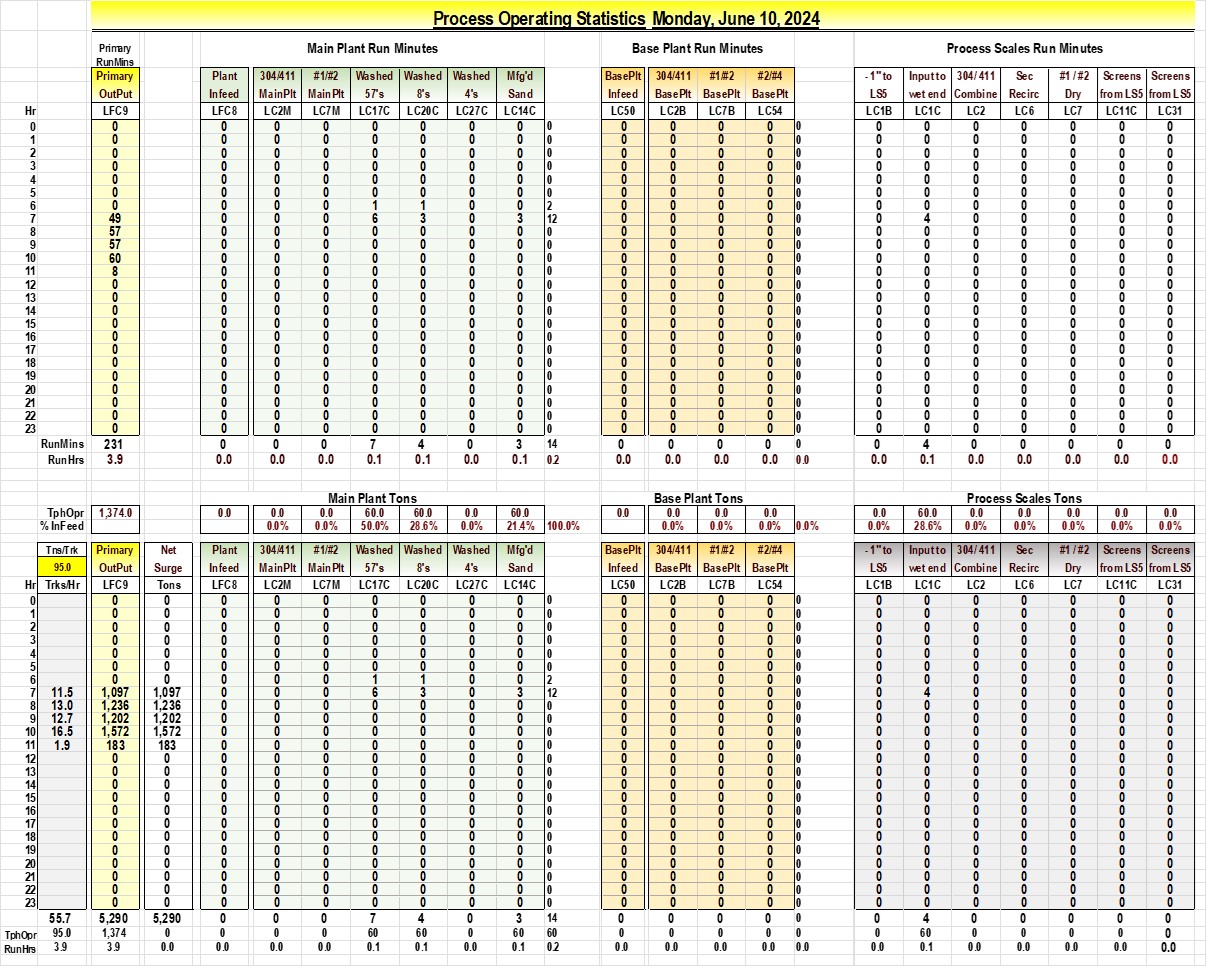 Process Operating Statistics Monday, June 10, 2024
Primary Main Plant Run Minutes Base Plant Run Minutes Process Scales Run Minutes
RunMins
Primary Plant 304/411 #1/#2 Washed Washed Washed Mfg'd BasePlt 304/411 #1/#2 #2/#4 - 1" to Input to 304/ 411 Sec #1 / #2 Screens Screens
OutPut Infeed MainPlt MainPlt 57's 8's 4's Sand Infeed BasePlt BasePlt BasePlt LS5 wet end Combine Recirc Dry from LS5 from LS5
Hr LFC9 LFC8 LC2M LC7M LC17C LC20C LC27C LC14C LC50 LC2B LC7B LC54 LC1B LC1C LC2 LC6 LC7 LC11C LC31
0 0 0 0 0 0 0 0 0 0 0 0 0 0 0 0 0 0 0 0 0 0
1 0 0 0 0 0 0 0 0 0 0 0 0 0 0 0 0 0 0 0 0 0
2 0 0 0 0 0 0 0 0 0 0 0 0 0 0 0 0 0 0 0 0 0
3 0 0 0 0 0 0 0 0 0 0 0 0 0 0 0 0 0 0 0 0 0
4 0 0 0 0 0 0 0 0 0 0 0 0 0 0 0 0 0 0 0 0 0
5 0 0 0 0 0 0 0 0 0 0 0 0 0 0 0 0 0 0 0 0 0
6 0 0 0 0 1 1 0 0 2 0 0 0 0 0 0 0 0 0 0 0 0
7 49 0 0 0 6 3 0 3 12 0 0 0 0 0 0 4 0 0 0 0 0
8 57 0 0 0 0 0 0 0 0 0 0 0 0 0 0 0 0 0 0 0 0
9 57 0 0 0 0 0 0 0 0 0 0 0 0 0 0 0 0 0 0 0 0
10 60 0 0 0 0 0 0 0 0 0 0 0 0 0 0 0 0 0 0 0 0
11 8 0 0 0 0 0 0 0 0 0 0 0 0 0 0 0 0 0 0 0 0
12 0 0 0 0 0 0 0 0 0 0 0 0 0 0 0 0 0 0 0 0 0
13 0 0 0 0 0 0 0 0 0 0 0 0 0 0 0 0 0 0 0 0 0
14 0 0 0 0 0 0 0 0 0 0 0 0 0 0 0 0 0 0 0 0 0
15 0 0 0 0 0 0 0 0 0 0 0 0 0 0 0 0 0 0 0 0 0
16 0 0 0 0 0 0 0 0 0 0 0 0 0 0 0 0 0 0 0 0 0
17 0 0 0 0 0 0 0 0 0 0 0 0 0 0 0 0 0 0 0 0 0
18 0 0 0 0 0 0 0 0 0 0 0 0 0 0 0 0 0 0 0 0 0
19 0 0 0 0 0 0 0 0 0 0 0 0 0 0 0 0 0 0 0 0 0
20 0 0 0 0 0 0 0 0 0 0 0 0 0 0 0 0 0 0 0 0 0
21 0 0 0 0 0 0 0 0 0 0 0 0 0 0 0 0 0 0 0 0 0
22 0 0 0 0 0 0 0 0 0 0 0 0 0 0 0 0 0 0 0 0 0
23 0 0 0 0 0 0 0 0 0 0 0 0 0 0 0 0 0 0 0 0 0
RunMins 231 0 0 0 7 4 0 3 14 0 0 0 0 0 0 4 0 0 0 0 0
RunHrs 3.9 0.0 0.0 0.0 0.1 0.1 0.0 0.1 0.2 0.0 0.0 0.0 0.0 0.0 0.0 0.1 0.0 0.0 0.0 0.0 0.0
Main Plant Tons Base Plant Tons Process Scales Tons
TphOpr 1,374.0 0.0 0.0 0.0 60.0 60.0 0.0 60.0 0.0 0.0 0.0 0.0 0.0 60.0 0.0 0.0 0.0 0.0 0.0
% InFeed 0.0% 0.0% 50.0% 28.6% 0.0% 21.4% 100.0% 0.0% 0.0% 0.0% 0.0% 0.0% 28.6% 0.0% 0.0% 0.0% 0.0% 0.0%
Tns/Trk Primary Net Plant 304/411 #1/#2 Washed Washed Washed Mfg'd BasePlt 304/411 #1/#2 #2/#4 - 1" to Input to 304/ 411 Sec #1 / #2 Screens Screens
95.0 OutPut Surge Infeed MainPlt MainPlt 57's 8's 4's Sand Infeed BasePlt BasePlt BasePlt LS5 wet end Combine Recirc Dry from LS5 from LS5
Hr Trks/Hr LFC9 Tons LFC8 LC2M LC7M LC17C LC20C LC27C LC14C LC50 LC2B LC7B LC54 LC1B LC1C LC2 LC6 LC7 LC11C LC31
0 0 0 0 0 0 0 0 0 0 0 0 0 0 0 0 0 0 0 0 0 0 0
1 0 0 0 0 0 0 0 0 0 0 0 0 0 0 0 0 0 0 0 0 0 0
2 0 0 0 0 0 0 0 0 0 0 0 0 0 0 0 0 0 0 0 0 0 0
3 0 0 0 0 0 0 0 0 0 0 0 0 0 0 0 0 0 0 0 0 0 0
4 0 0 0 0 0 0 0 0 0 0 0 0 0 0 0 0 0 0 0 0 0 0
5 0 0 0 0 0 0 0 0 0 0 0 0 0 0 0 0 0 0 0 0 0 0
6 0 0 0 0 0 1 1 0 0 2 0 0 0 0 0 0 0 0 0 0 0 0
7 11.5 1,097 1,097 0 0 0 6 3 0 3 12 0 0 0 0 0 0 4 0 0 0 0 0
8 13.0 1,236 1,236 0 0 0 0 0 0 0 0 0 0 0 0 0 0 0 0 0 0 0 0
9 12.7 1,202 1,202 0 0 0 0 0 0 0 0 0 0 0 0 0 0 0 0 0 0 0 0
10 16.5 1,572 1,572 0 0 0 0 0 0 0 0 0 0 0 0 0 0 0 0 0 0 0 0
11 1.9 183 183 0 0 0 0 0 0 0 0 0 0 0 0 0 0 0 0 0 0 0 0
12 0 0 0 0 0 0 0 0 0 0 0 0 0 0 0 0 0 0 0 0 0 0
13 0 0 0 0 0 0 0 0 0 0 0 0 0 0 0 0 0 0 0 0 0 0
14 0 0 0 0 0 0 0 0 0 0 0 0 0 0 0 0 0 0 0 0 0 0
15 0 0 0 0 0 0 0 0 0 0 0 0 0 0 0 0 0 0 0 0 0 0
16 0 0 0 0 0 0 0 0 0 0 0 0 0 0 0 0 0 0 0 0 0 0
17 0 0 0 0 0 0 0 0 0 0 0 0 0 0 0 0 0 0 0 0 0 0
18 0 0 0 0 0 0 0 0 0 0 0 0 0 0 0 0 0 0 0 0 0 0
19 0 0 0 0 0 0 0 0 0 0 0 0 0 0 0 0 0 0 0 0 0 0
20 0 0 0 0 0 0 0 0 0 0 0 0 0 0 0 0 0 0 0 0 0 0
21 0 0 0 0 0 0 0 0 0 0 0 0 0 0 0 0 0 0 0 0 0 0
22 0 0 0 0 0 0 0 0 0 0 0 0 0 0 0 0 0 0 0 0 0 0
23 0 0 0 0 0 0 0 0 0 0 0 0 0 0 0 0 0 0 0 0 0 0
55.7 5,290 5,290 0 0 0 7 4 0 3 14 0 0 0 0 0 0 4 0 0 0 0 0
TphOpr 95.0 1,374 0 0 0 0 60 60 0 60 60 0 0 0 0 0 0 60 0 0 0 0 0
RunHrs 3.9 3.9 0.0 0.0 0.0 0.0 0.1 0.1 0.0 0.1 0.2 0.0 0.0 0.0 0.0 0.0 0.0 0.1 0.0 0.0 0.0 0.0 0.0